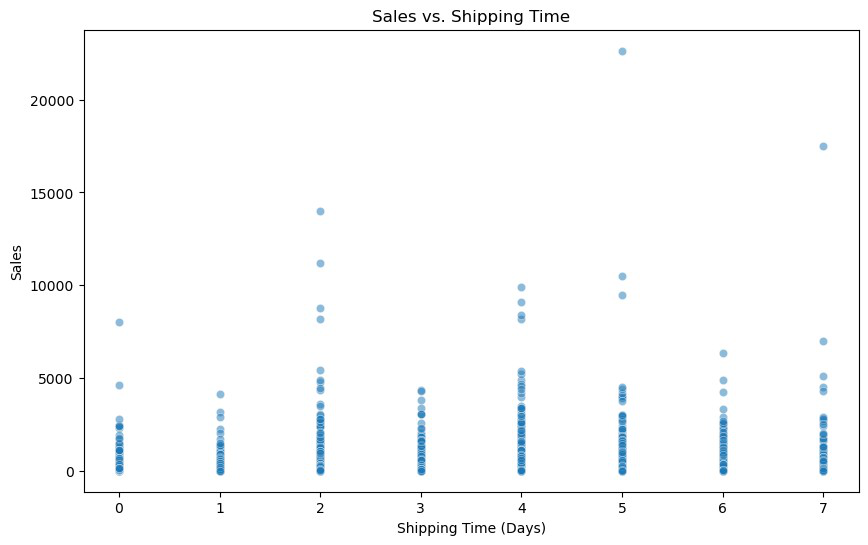 Sales vs. Shipping Time
20000
15000
10000
5000
0
Sales
0 1 2 3 4 5 6 7
Shipping Time (Days)